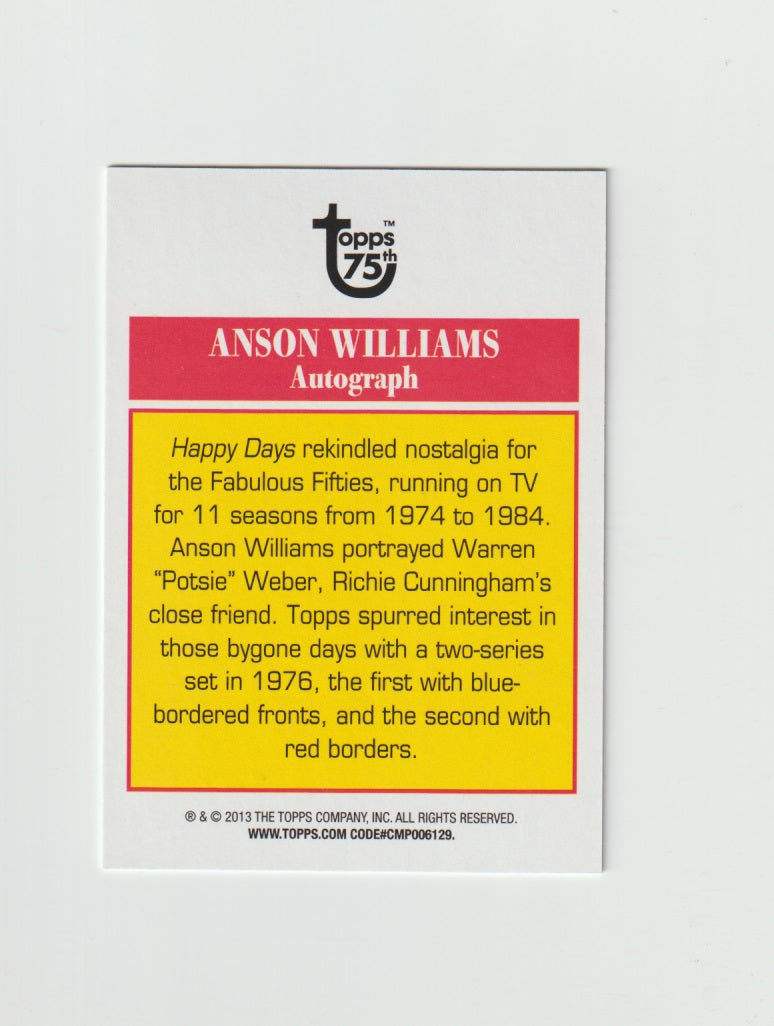 Topps™
75th
ANSON WILLIAMS
Autograph
Happy Days rekindled nostalgia for
the Fabulous Fifties, running on TV
for 11 seasons from 1974 to 1984.
Anson Williams portrayed Warren
“Potsie” Weber, Richie Cunningham’s
close friend. Topps spurred interest in
those bygone days with a two-series
set in 1976, the first with blue-
bordered fronts, and the second with
red borders.
® & © 2013 THE TOPPS COMPANY, INC. ALL RIGHTS RESERVED.
WWW.TOPPS.COM CODE#CMP006129.